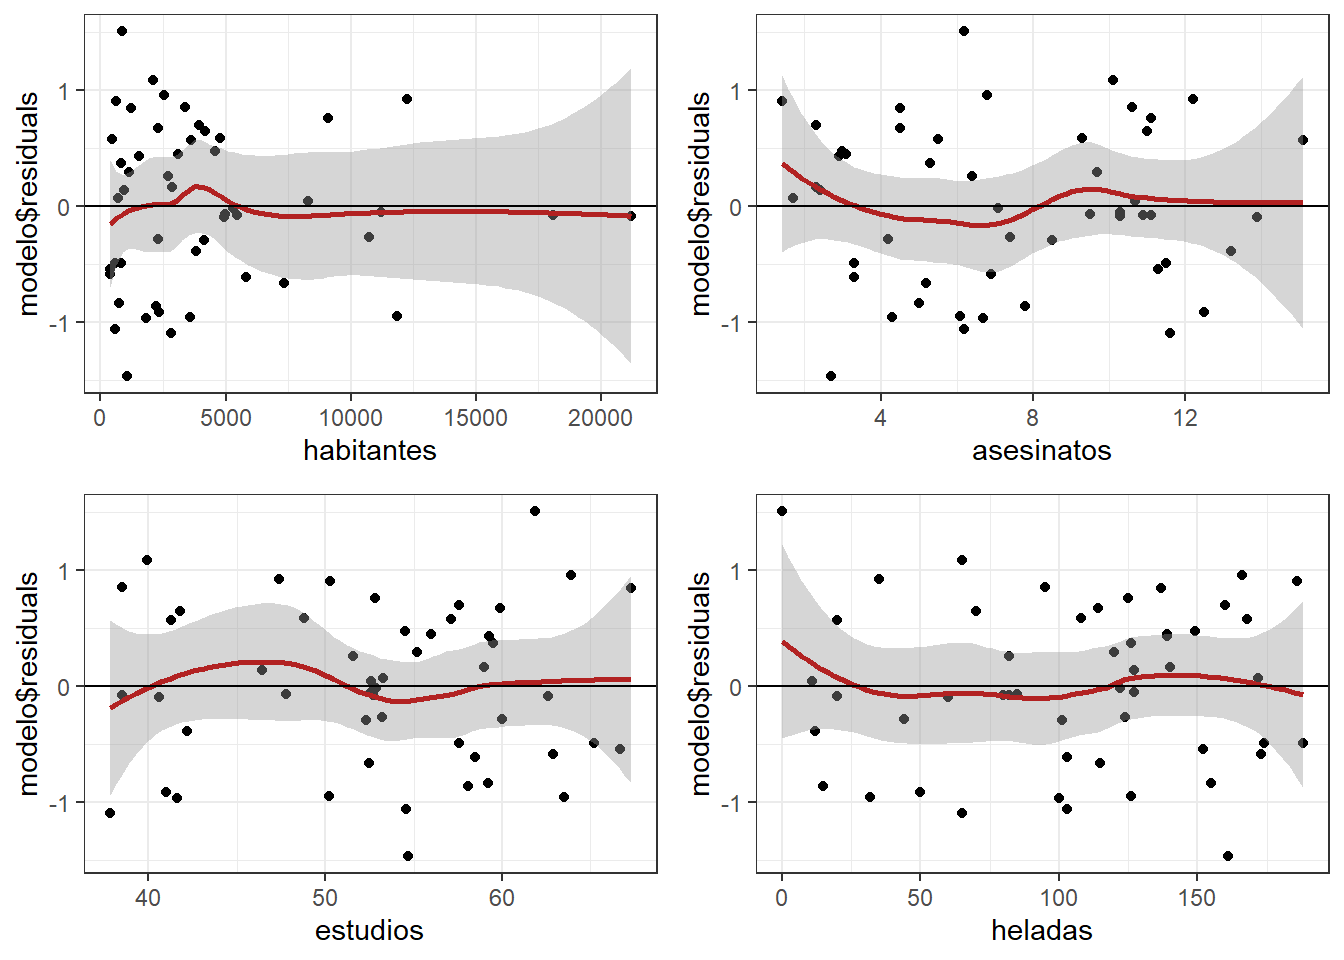 modelo$residuals
1
0
-1
0 5000 10000 15000 20000
habitantes
modelo$residuals
1
0
-1
4 8 12
asesinatos
modelo$residuals
1
0
-1
40 50 60
estudios
modelo$residuals
1
0
-1
0 50 100 150
heladas